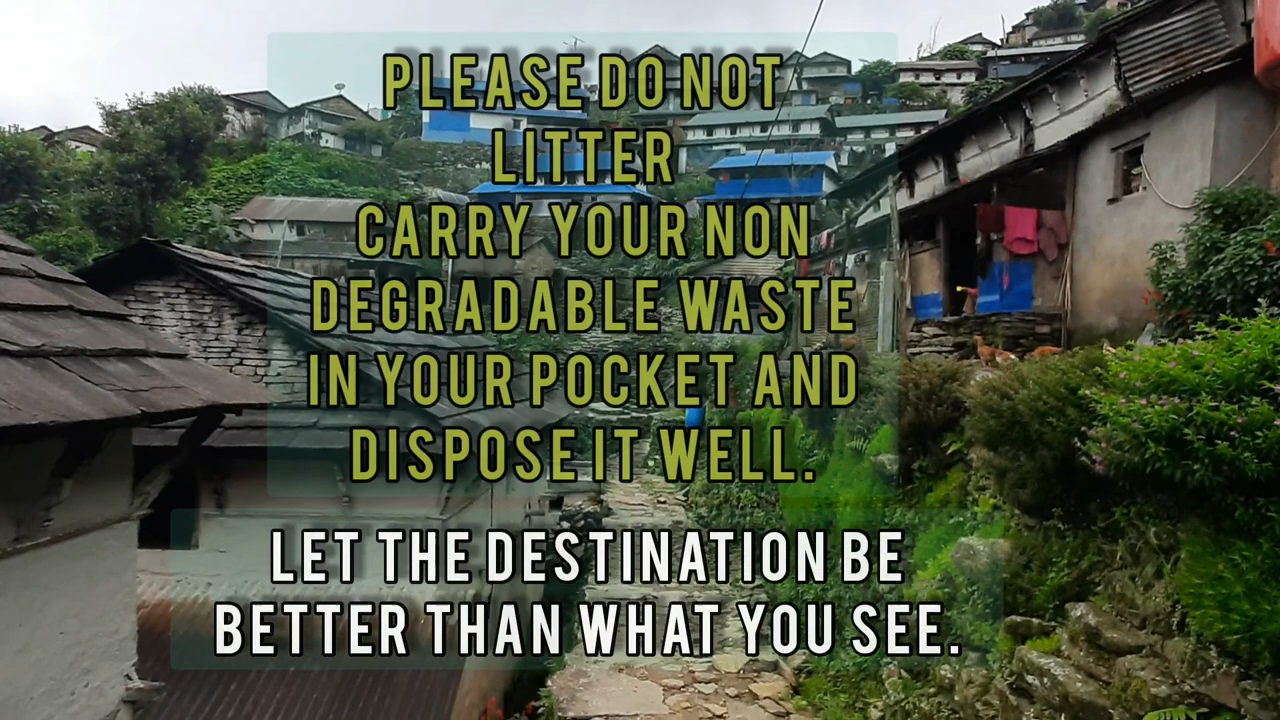 PLEASE DO NOT
LITTER
CARRY YOUR NON
DEGRADABLE WASTE
IN YOUR POCKET AND
DISPOSE IT WELL.
LET THE DESTINATION BE
BETTER THAN WHAT YOU SEE.